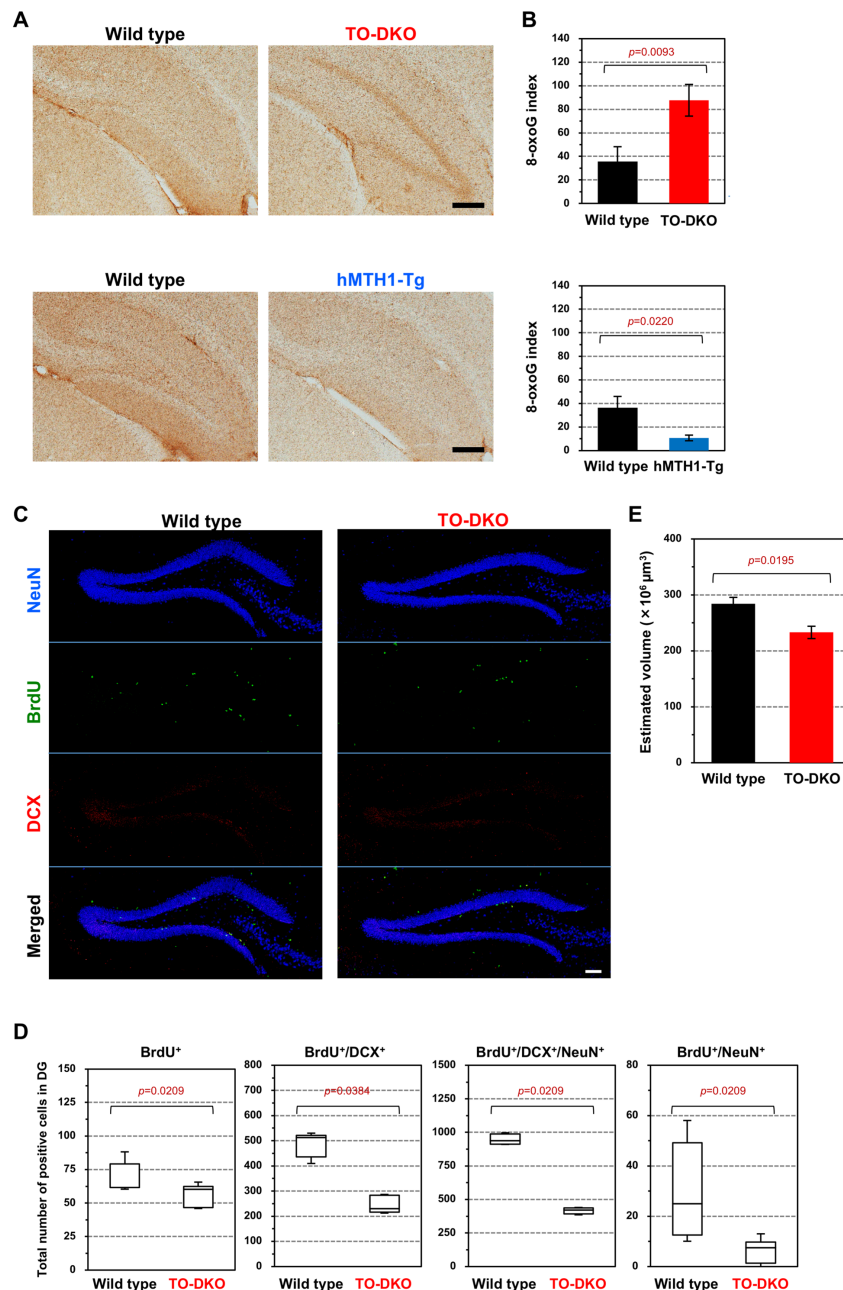 A
Wild type
TO-DKO
B
140
120
100
80
60
40
20
0
8-oxoG index
p=0.0093
Wild type TO-DKO
Wild type
hMTH1-Tg
140
120
100
80
60
40
20
0
8-oxoG index
p=0.0220
Wild type hMTH1-Tg
C
Wild type
TO-DKO
NeuN
BrdU
DCX
Merged
E
400
300
200
100
0
Estimated volume (×10⁶ μm³)
p=0.0195
Wild type TO-DKO
D
Total number of positive cells in DG
BrdU⁺
150
125
100
75
50
25
0
p=0.0209
Wild type TO-DKO
BrdU⁺/DCX⁺
800
700
600
500
400
300
200
100
0
p=0.0384
Wild type TO-DKO
BrdU⁺/DCX⁺/NeuN⁺
1500
1250
1000
750
500
250
0
p=0.0209
Wild type TO-DKO
BrdU⁺/NeuN⁺
80
60
40
20
0
p=0.0209
Wild type TO-DKO